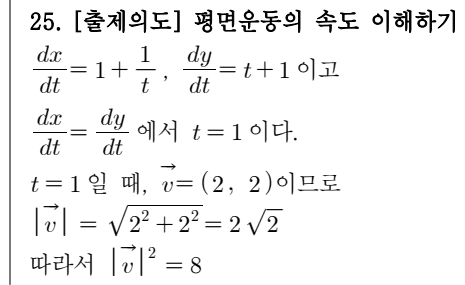 25. [출제의도] 평면운동의 속도 이해하기
dx/dt = 1 + 1/t , dy/dt = t + 1 이고
dx/dt = dy/dt 에서 t = 1 이다.
t = 1 일 때, v⃗ = (2, 2)이므로
|v⃗| = √(2² + 2²) = 2√2
따라서 |v⃗|² = 8